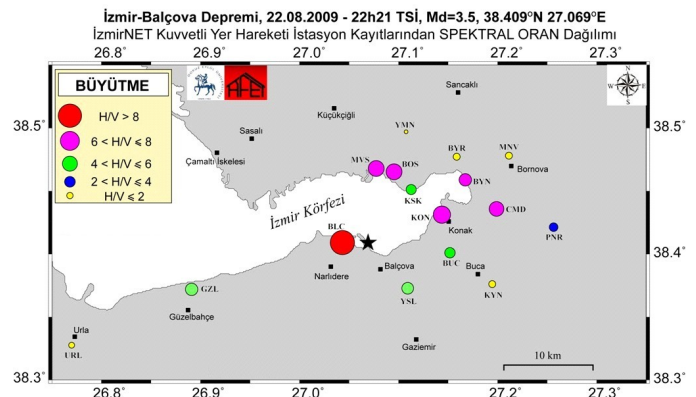 İzmir-Balçova Depremi, 22.08.2009 - 22h21 TSİ, Md=3.5, 38.409°N 27.069°E
İzmirNET Kuvvetli Yer Hareketi İstasyon Kayıtlarından SPEKTRAL ORAN Dağılımı
26.8 26.9 27.0 27.1 27.2 27.3
BÜYÜTME
H/V > 8
6 < H/V ⩽ 8
4 < H/V ⩽ 6
2 < H/V ⩽ 4
H/V ⩽ 2
AFET
N
W E
S
Sancaklı
Küçükçiğli
38.5
38.5
YMN
Sasalı
Çamaltı İskelesi
BYR
MNV
Bornova
MVS
BOS
BYN
KSK
İzmir Körfezi
KON
Konak
CMD
PNR
BLC
38.4
38.4
Narlıdere
Balçova
BUC
Buca
KYN
GZL
YSL
Güzelbahçe
Urla
URL
Gaziemir
10 km
38.3
38.3
26.8 26.9 27.0 27.1 27.2 27.3